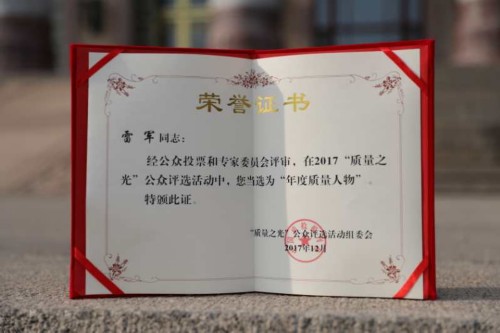 荣誉证书
雷军同志:
经公众投票和专家委员会评审，在2017“质量之
光”公众评选活动中，您当选为“年度质量人物”。
特颁此证。
“质量之光”公众评选活动组委会
2017年12月